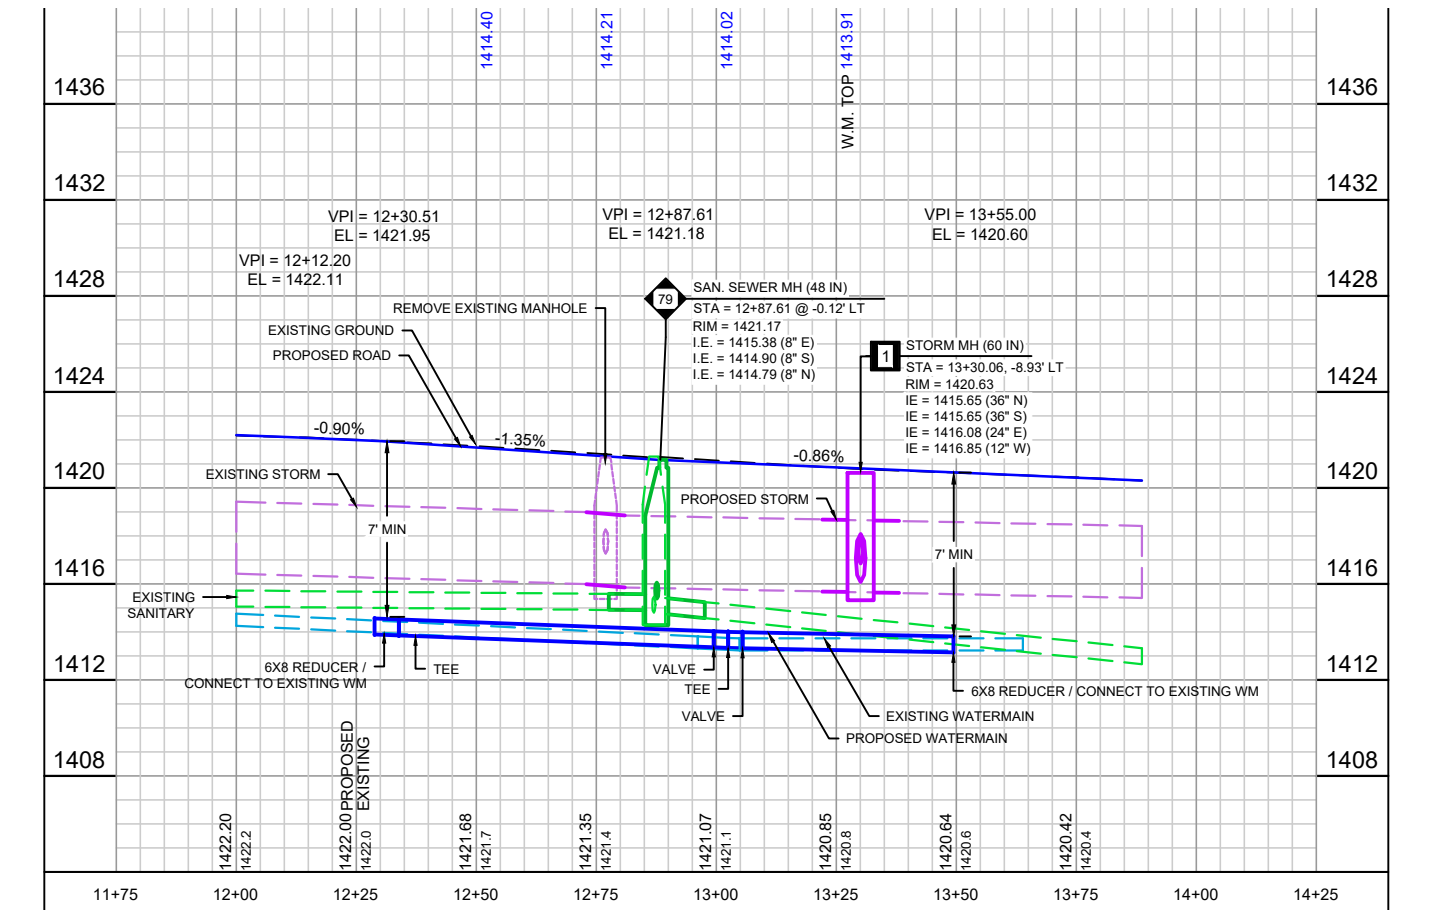 1414.40
1414.21
1414.02
W.M. TOP 1413.91
1436
1436
1432
1432
VPI = 12+30.51
EL = 1421.95
VPI = 12+87.61
EL = 1421.18
VPI = 13+55.00
EL = 1420.60
VPI = 12+12.20
EL = 1422.11
1428
1428
REMOVE EXISTING MANHOLE
79
SAN. SEWER MH (48 IN)
STA = 12+87.61 @ -0.12' LT
RIM = 1421.17
I.E. = 1415.38 (8" E)
I.E. = 1414.90 (8" S)
I.E. = 1414.79 (8" N)
EXISTING GROUND
PROPOSED ROAD
1
STORM MH (60 IN)
STA = 13+30.06, -8.93' LT
RIM = 1420.63
IE = 1415.65 (36" N)
IE = 1415.65 (36" S)
IE = 1416.08 (24" E)
IE = 1416.85 (12" W)
1424
1424
-0.90%
-1.35%
-0.86%
1420
1420
EXISTING STORM
PROPOSED STORM
7' MIN
7' MIN
1416
1416
EXISTING
SANITARY
1412
1412
6X8 REDUCER /
CONNECT TO EXISTING WM
TEE
VALVE
TEE
VALVE
6X8 REDUCER / CONNECT TO EXISTING WM
EXISTING WATERMAIN
PROPOSED WATERMAIN
1408
1408
PROPOSED
EXISTING
1422.20
1422.2
1422.00
1422.0
1421.68
1421.7
1421.35
1421.4
1421.07
1421.1
1420.85
1420.8
1420.64
1420.6
1420.42
1420.4
11+75
12+00
12+25
12+50
12+75
13+00
13+25
13+50
13+75
14+00
14+25